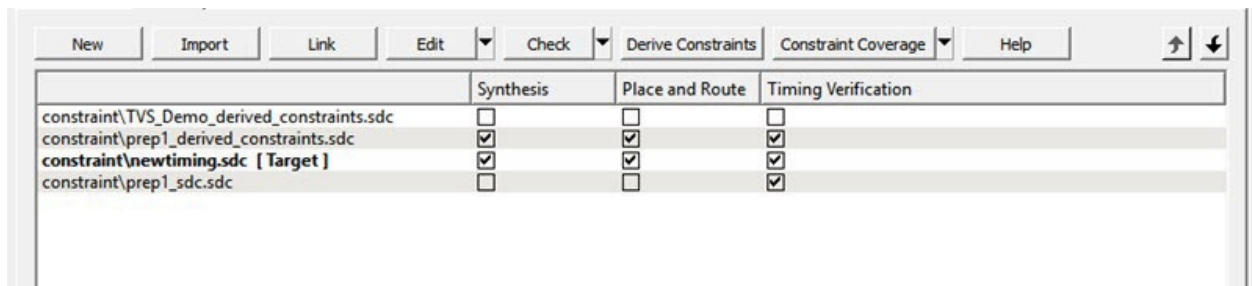 New Import Link Edit Check Derive Constraints Constraint Coverage Help
Synthesis Place and Route Timing Verification
constraint\TVS_Demo_derived_constraints.sdc
constraint\prep1_derived_constraints.sdc
constraint\newtiming.sdc [ Target ]
constraint\prep1_sdc.sdc